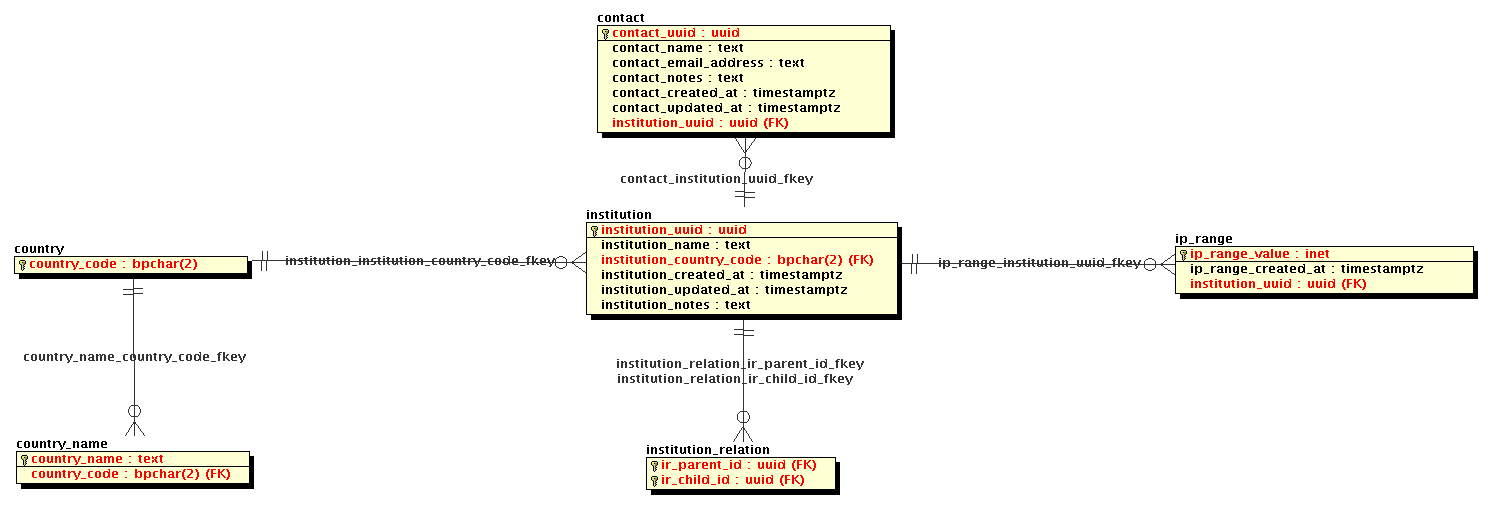 contact
contact_uuid : uuid
contact_name : text
contact_email_address : text
contact_notes : text
contact_created_at : timestamptz
contact_updated_at : timestamptz
institution_uuid : uuid (FK)
contact_institution_uuid_fkey
institution
institution_uuid : uuid
institution_name : text
institution_country_code : bpchar(2) (FK)
institution_created_at : timestamptz
institution_updated_at : timestamptz
institution_notes : text
country
country_code : bpchar(2)
institution_institution_country_code_fkey
ip_range_institution_uuid_fkey
ip_range
ip_range_value : inet
ip_range_created_at : timestamptz
institution_uuid : uuid (FK)
country_name_country_code_fkey
institution_relation_ir_parent_id_fkey
institution_relation_ir_child_id_fkey
country_name
country_name : text
country_code : bpchar(2) (FK)
institution_relation
ir_parent_id : uuid (FK)
ir_child_id : uuid (FK)